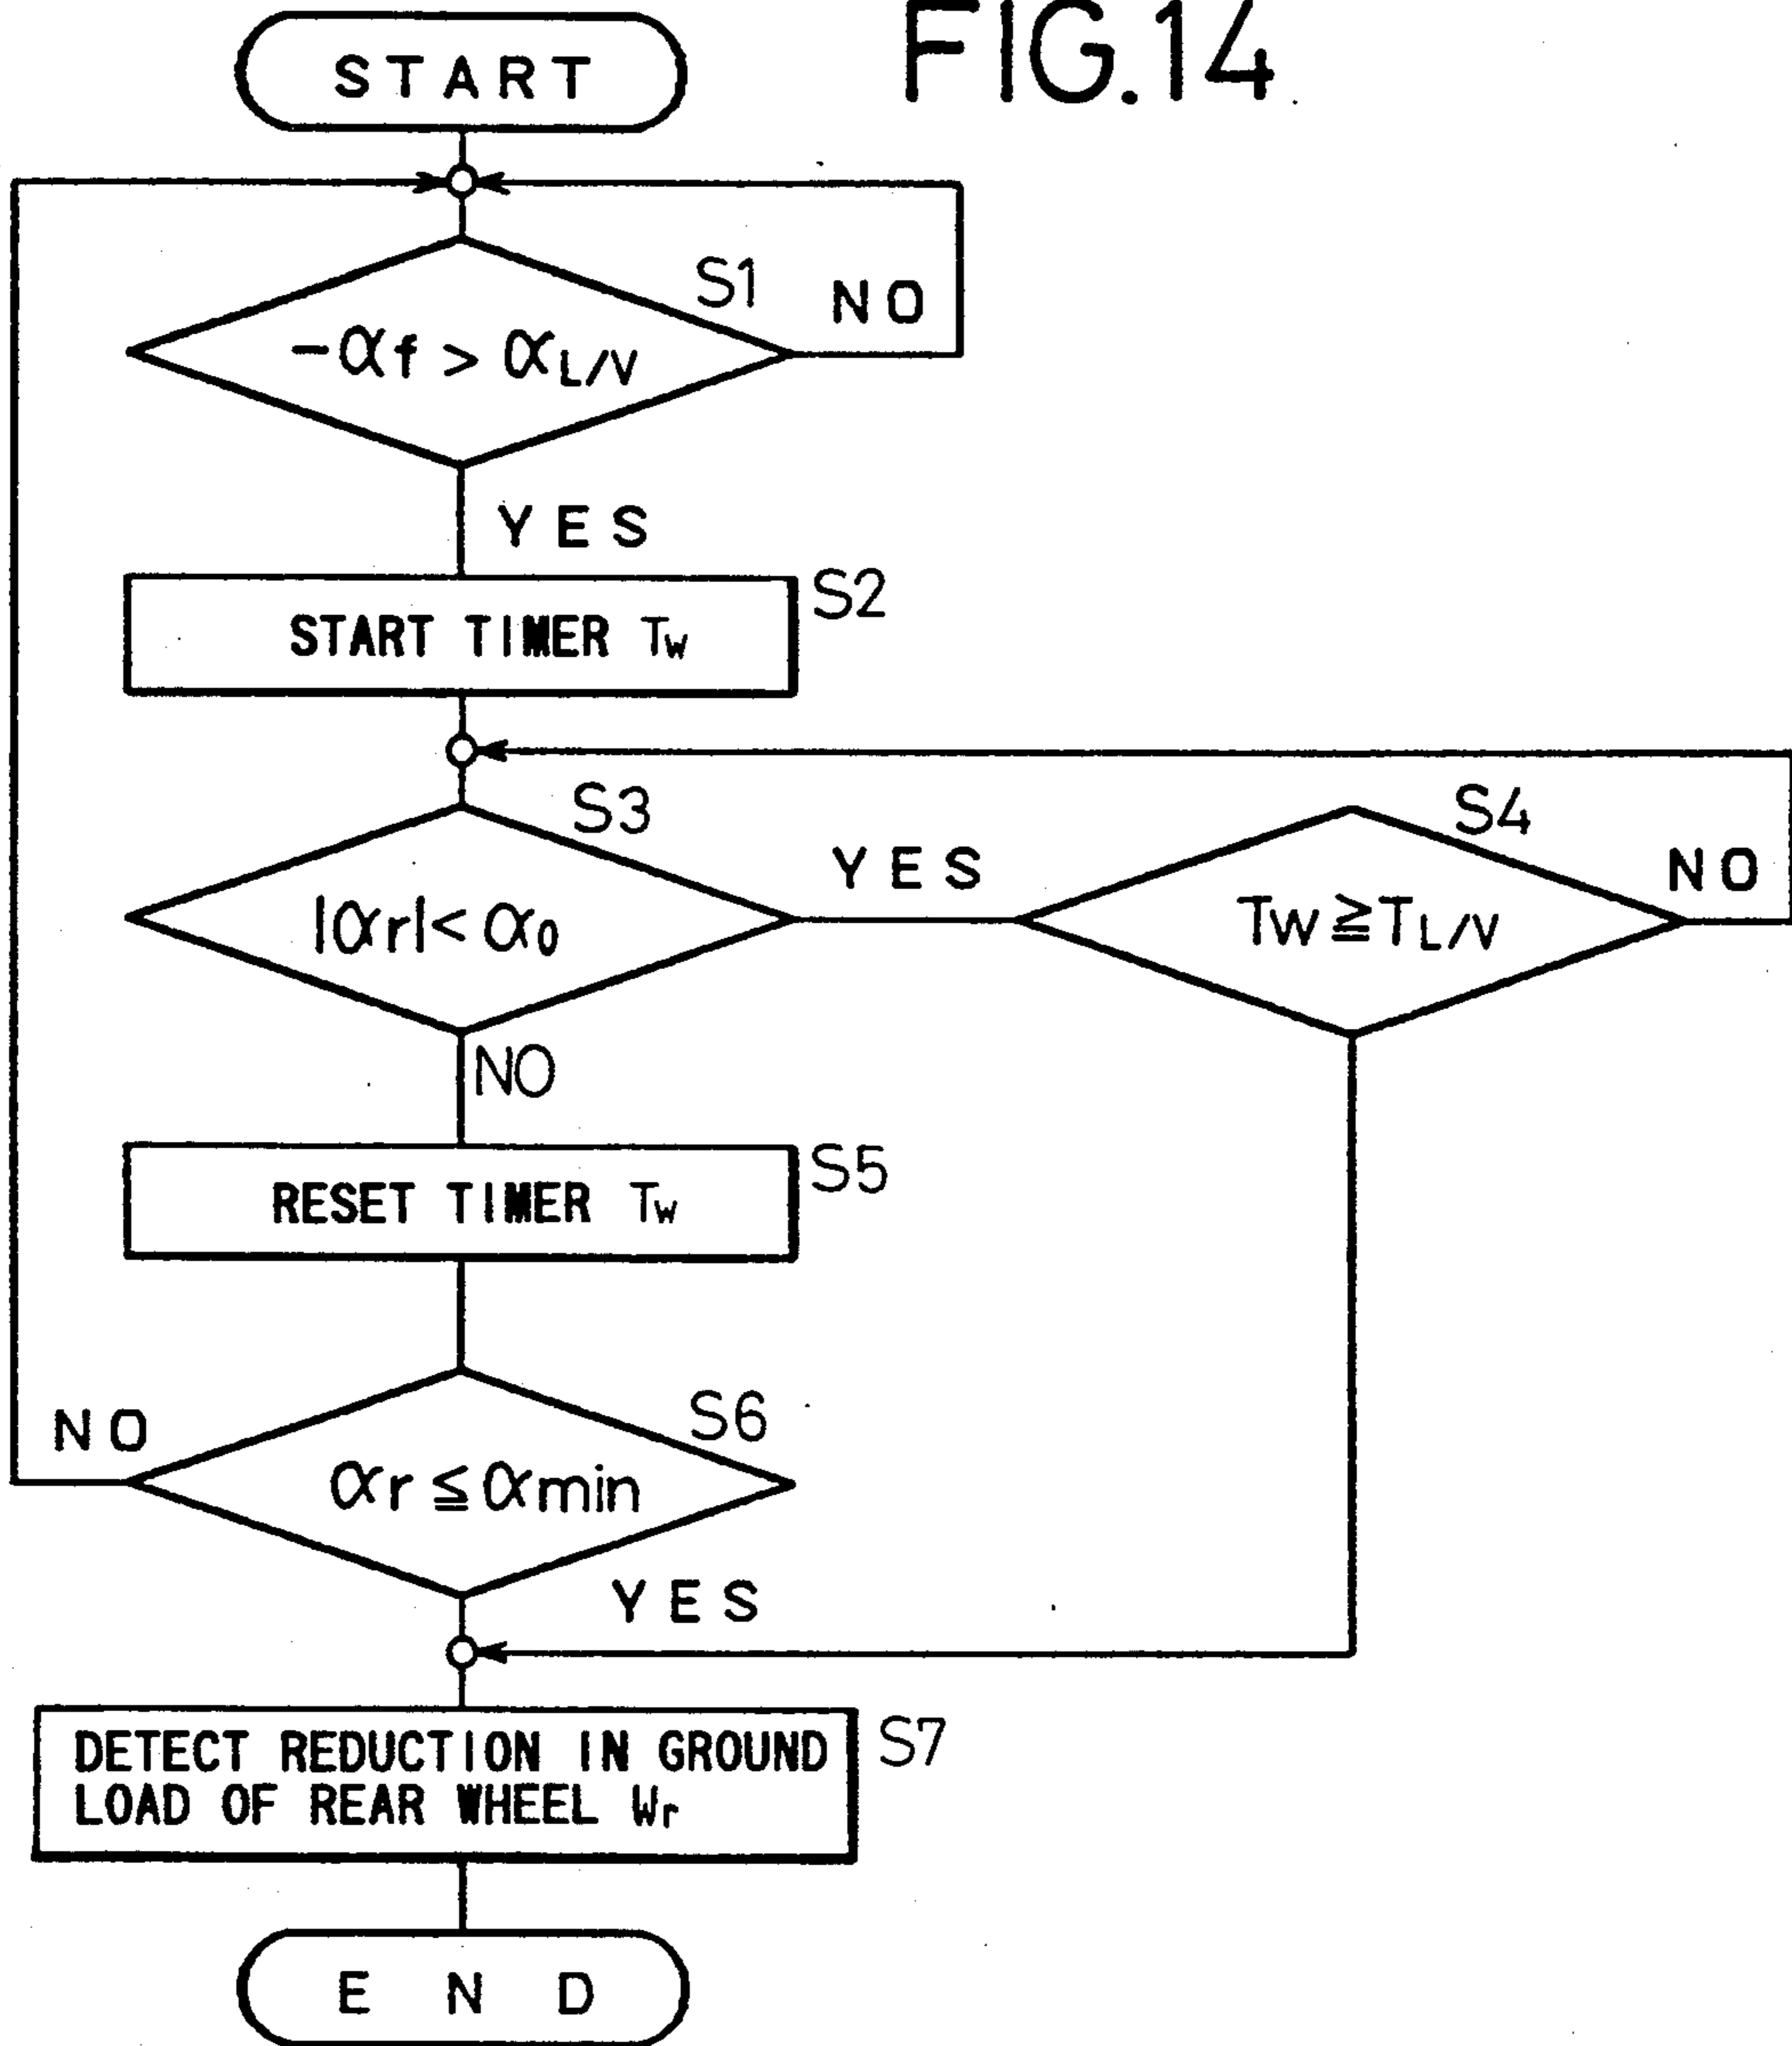 FIG.14
START
S1
NO
-αf > αL/V
YES
S2
START TIMER Tw
S3
S4
YES
NO
|αr| < α0
Tw ≧ TL/V
NO
S5
RESET TIMER Tw
S6
NO
αr ≦ αmin
YES
DETECT REDUCTION IN GROUND
LOAD OF REAR WHEEL Wr
S7
END